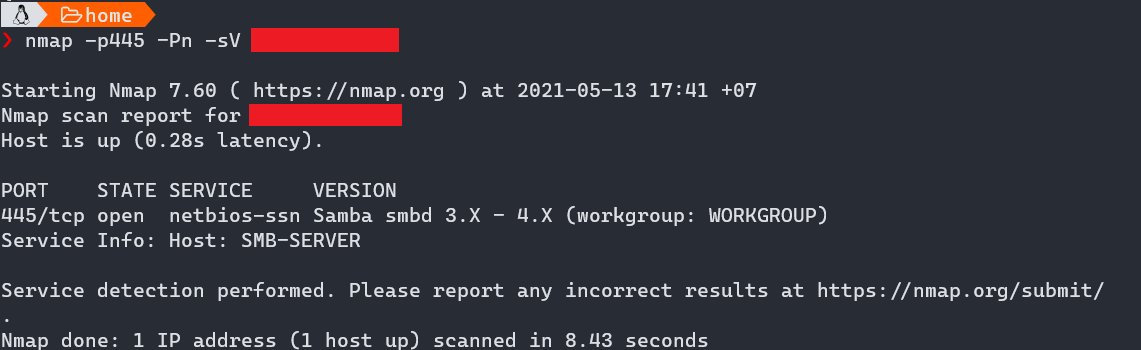 home
❯ nmap -p445 -Pn -sV
Starting Nmap 7.60 ( https://nmap.org ) at 2021-05-13 17:41 +07
Nmap scan report for
Host is up (0.28s latency).
PORT    STATE SERVICE     VERSION
445/tcp open  netbios-ssn Samba smbd 3.X - 4.X (workgroup: WORKGROUP)
Service Info: Host: SMB-SERVER
Service detection performed. Please report any incorrect results at https://nmap.org/submit/
.
Nmap done: 1 IP address (1 host up) scanned in 8.43 seconds